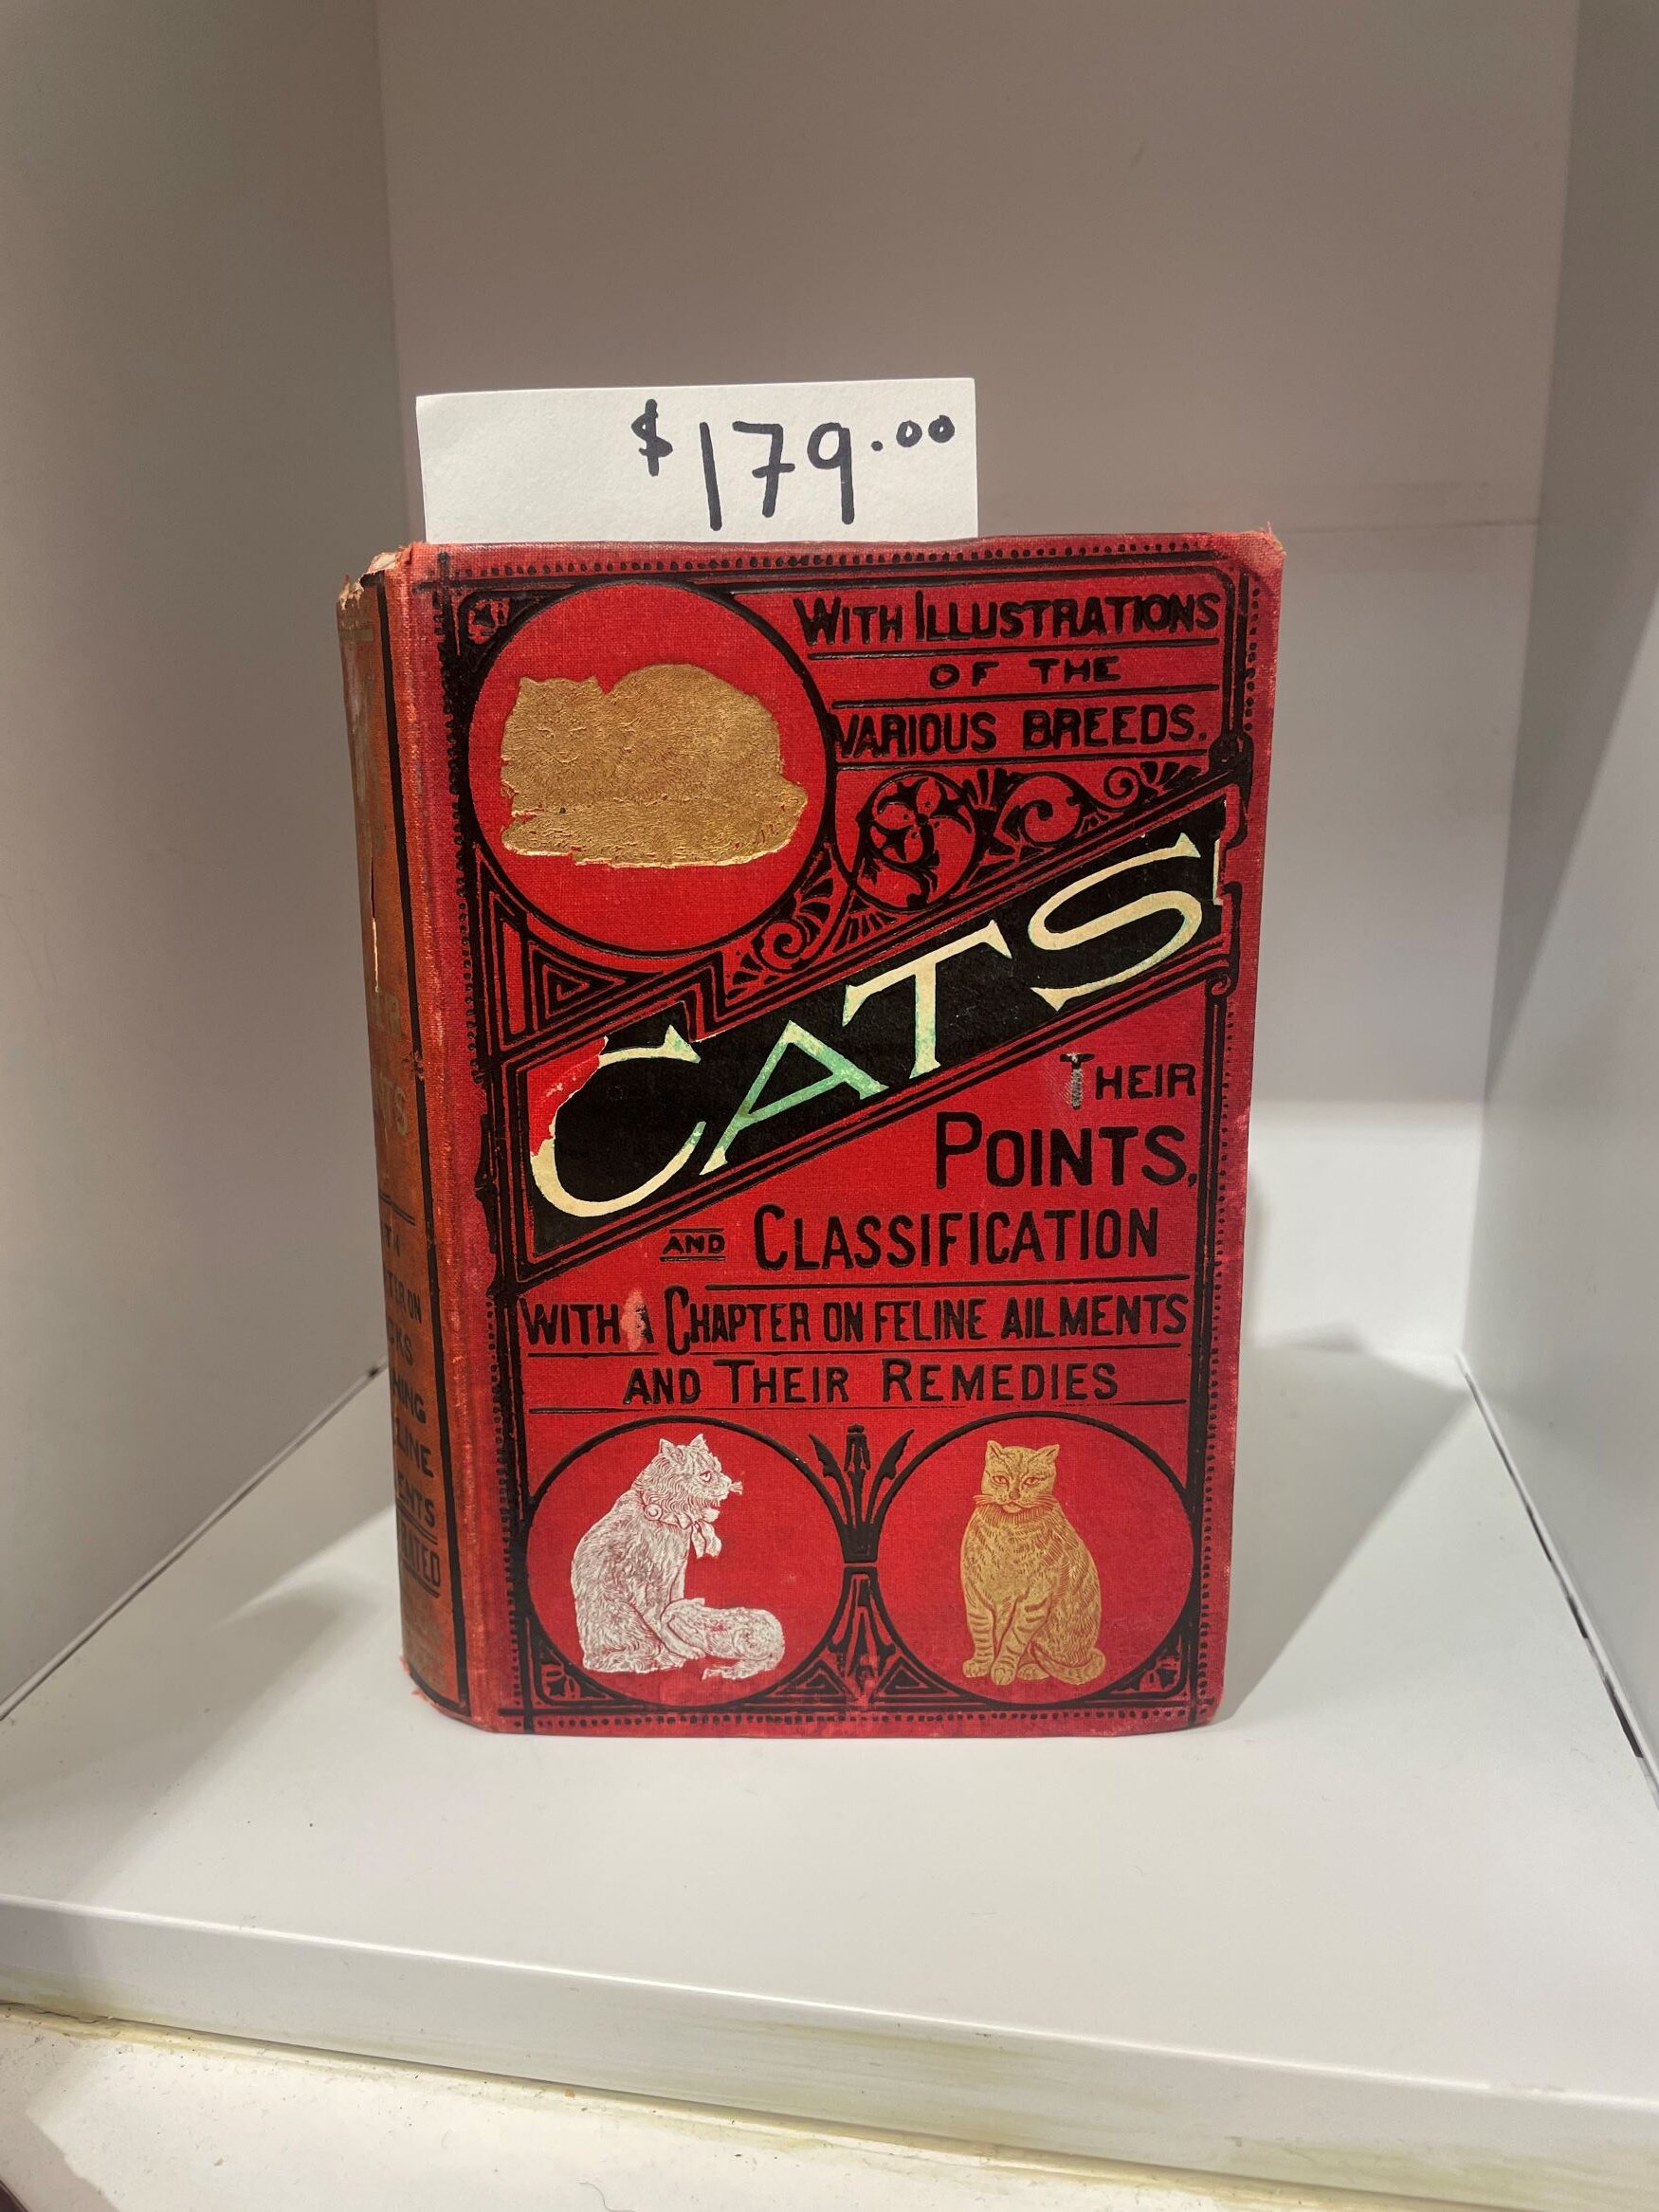 $179.00
WITH ILLUSTRATIONS
OF THE
VARIOUS BREEDS.
CATS
THEIR
POINTS,
AND CLASSIFICATION
WITH A CHAPTER ON FELINE AILMENTS
AND THEIR REMEDIES